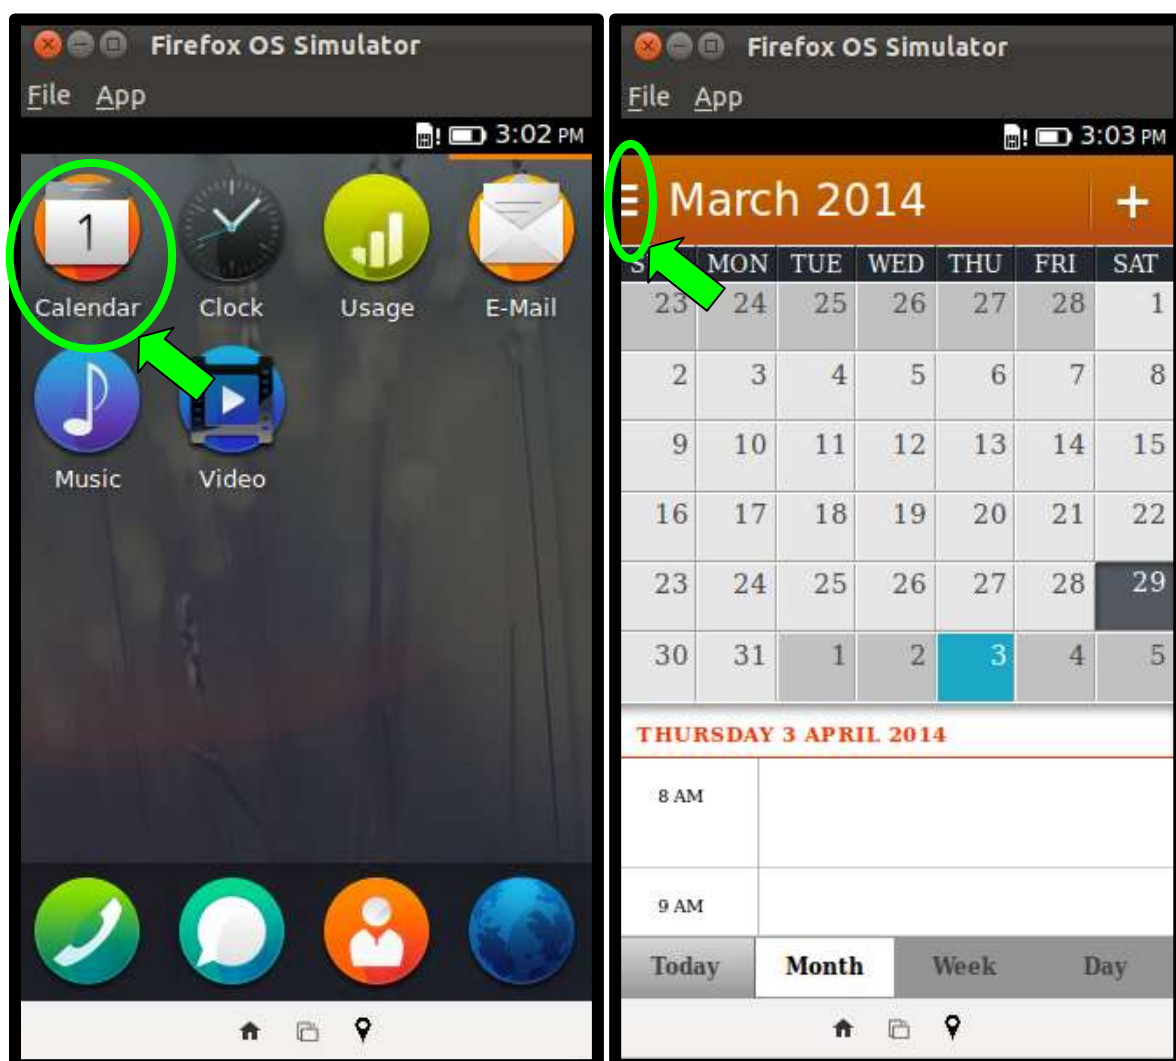 Firefox OS Simulator
File App
3:02 PM
1
Calendar Clock Usage E-Mail
Music Video
Firefox OS Simulator
File App
3:03 PM
March 2014 +
S MON TUE WED THU FRI SAT
23 24 25 26 27 28 1
2 3 4 5 6 7 8
9 10 11 12 13 14 15
16 17 18 19 20 21 22
23 24 25 26 27 28 29
30 31 1 2 3 4 5
THURSDAY 3 APRIL 2014
8 AM
9 AM
Today Month Week Day